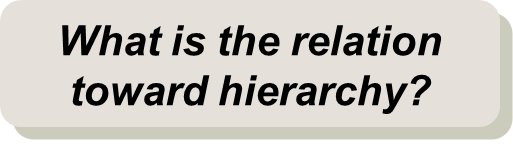 What is the relation
toward hierarchy?